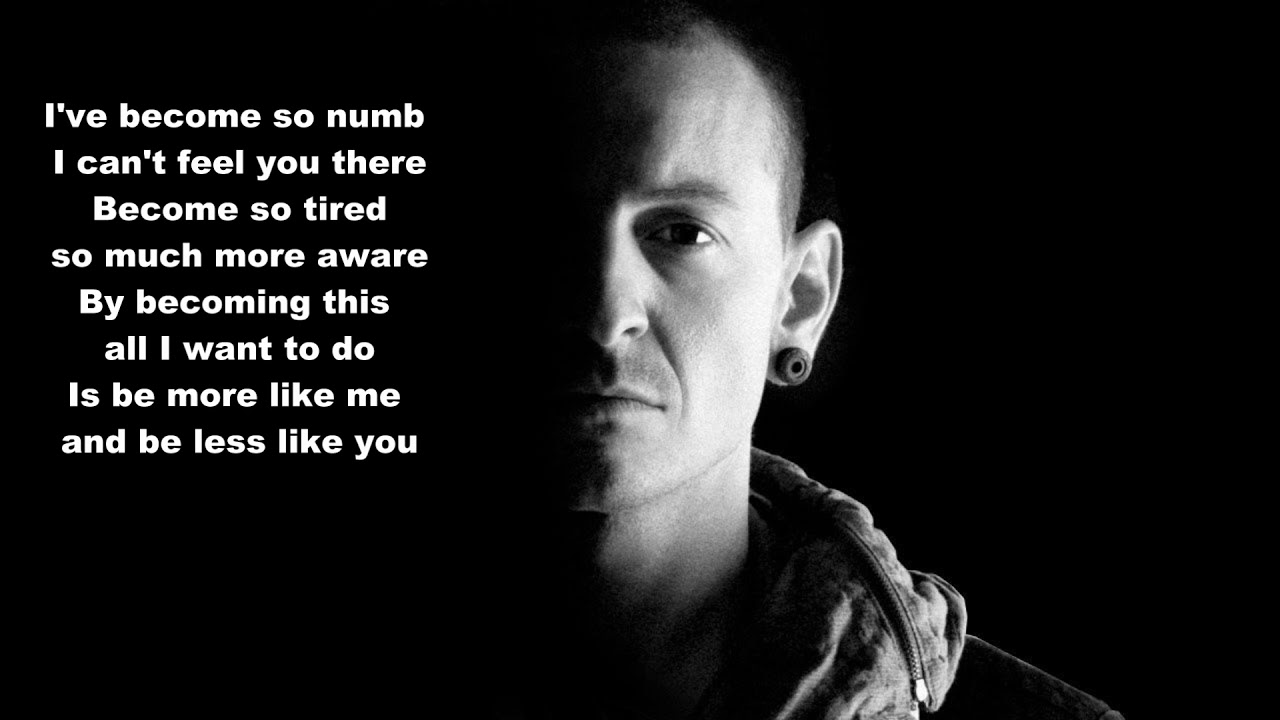 I've become so numb
I can't feel you there
Become so tired
so much more aware
By becoming this
all I want to do
Is be more like me
and be less like you